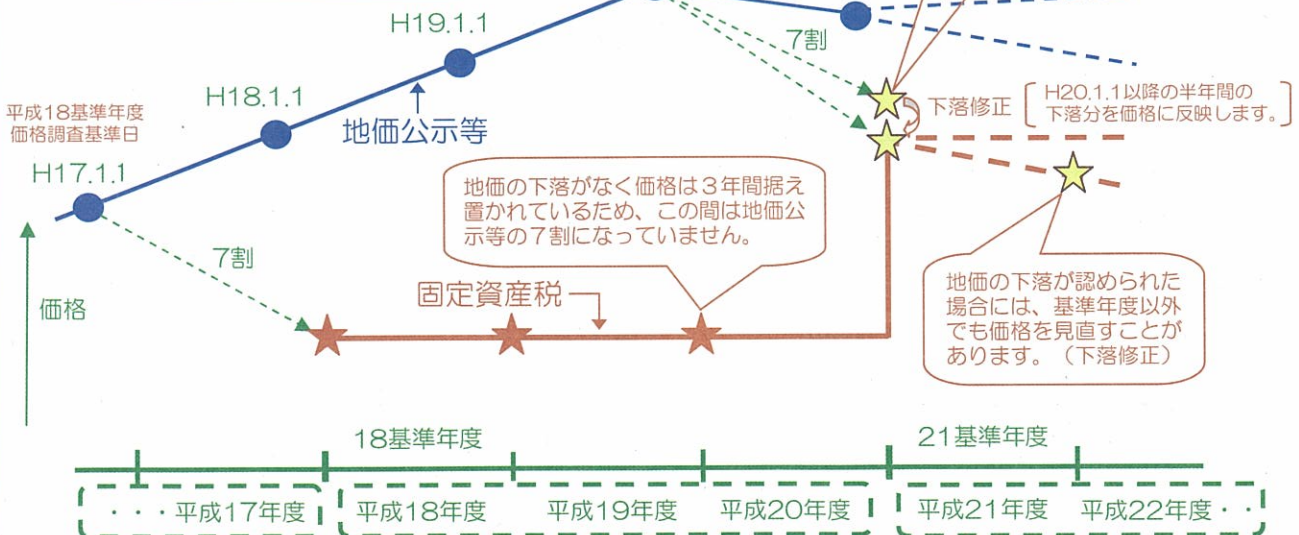 H19.1.1
7割
H18.1.1
平成18基準年度
価格調査基準日
地価公示等
下落修正
H20.1.1以降の半年間の
下落分を価格に反映します。
H17.1.1
地価の下落がなく価格は3年間据え
置かれているため、この間は地価公
示等の7割になっていません。
7割
固定資産税
価格
地価の下落が認められた
場合には、基準年度以外
でも価格を見直すことが
あります。（下落修正）
18基準年度
21基準年度
・・・平成17年度
平成18年度
平成19年度
平成20年度
平成21年度
平成22年度・・